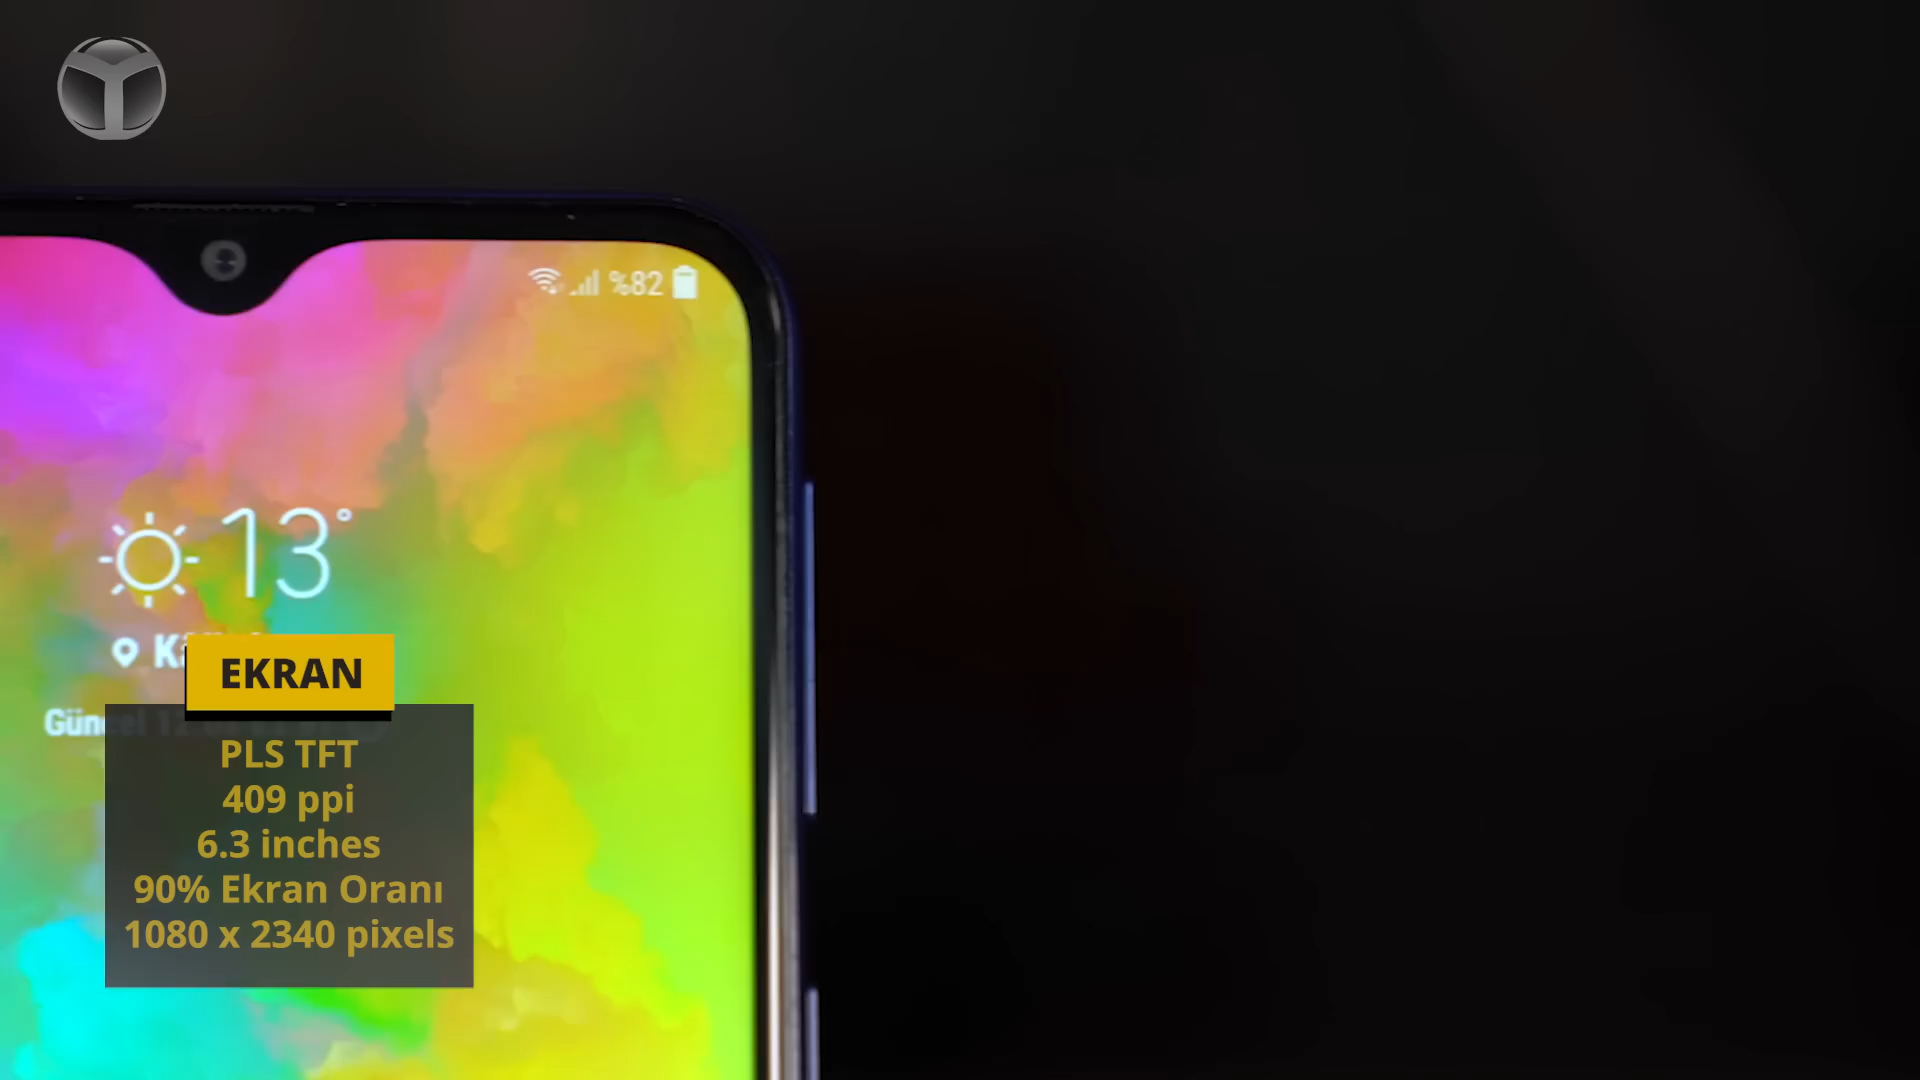 %82
13°
EKRAN
PLS TFT
409 ppi
6.3 inches
90% Ekran Oranı
1080 x 2340 pixels